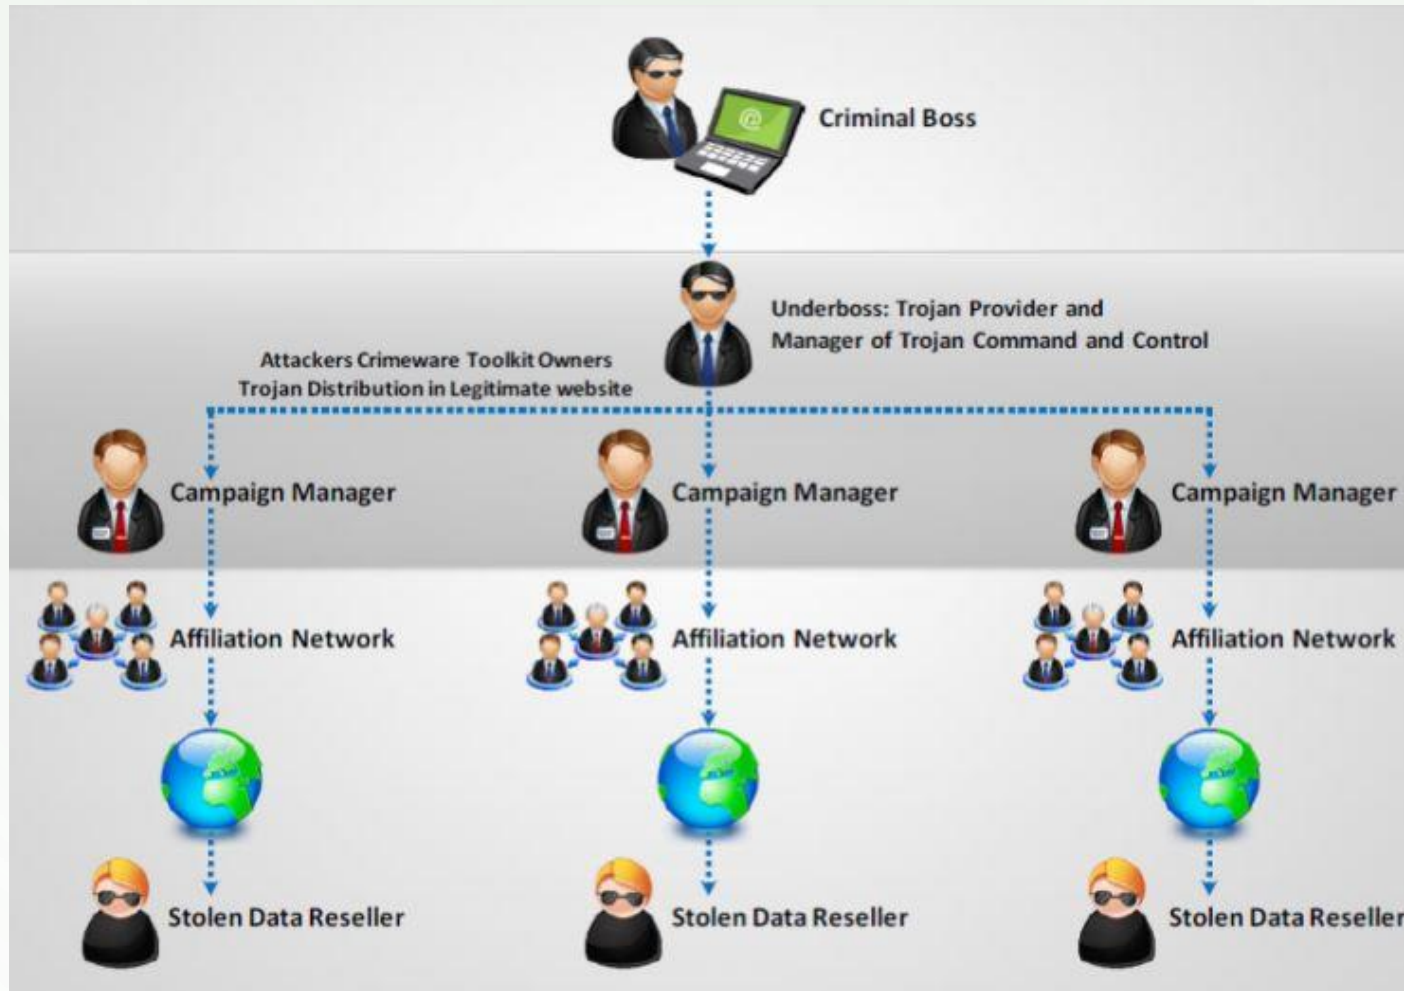 Criminal Boss
Underboss: Trojan Provider and
Manager of Trojan Command and Control
Attackers Crimeware Toolkit Owners
Trojan Distribution in Legitimate website
Campaign Manager
Campaign Manager
Campaign Manager
Affiliation Network
Affiliation Network
Affiliation Network
Stolen Data Reseller
Stolen Data Reseller
Stolen Data Reseller